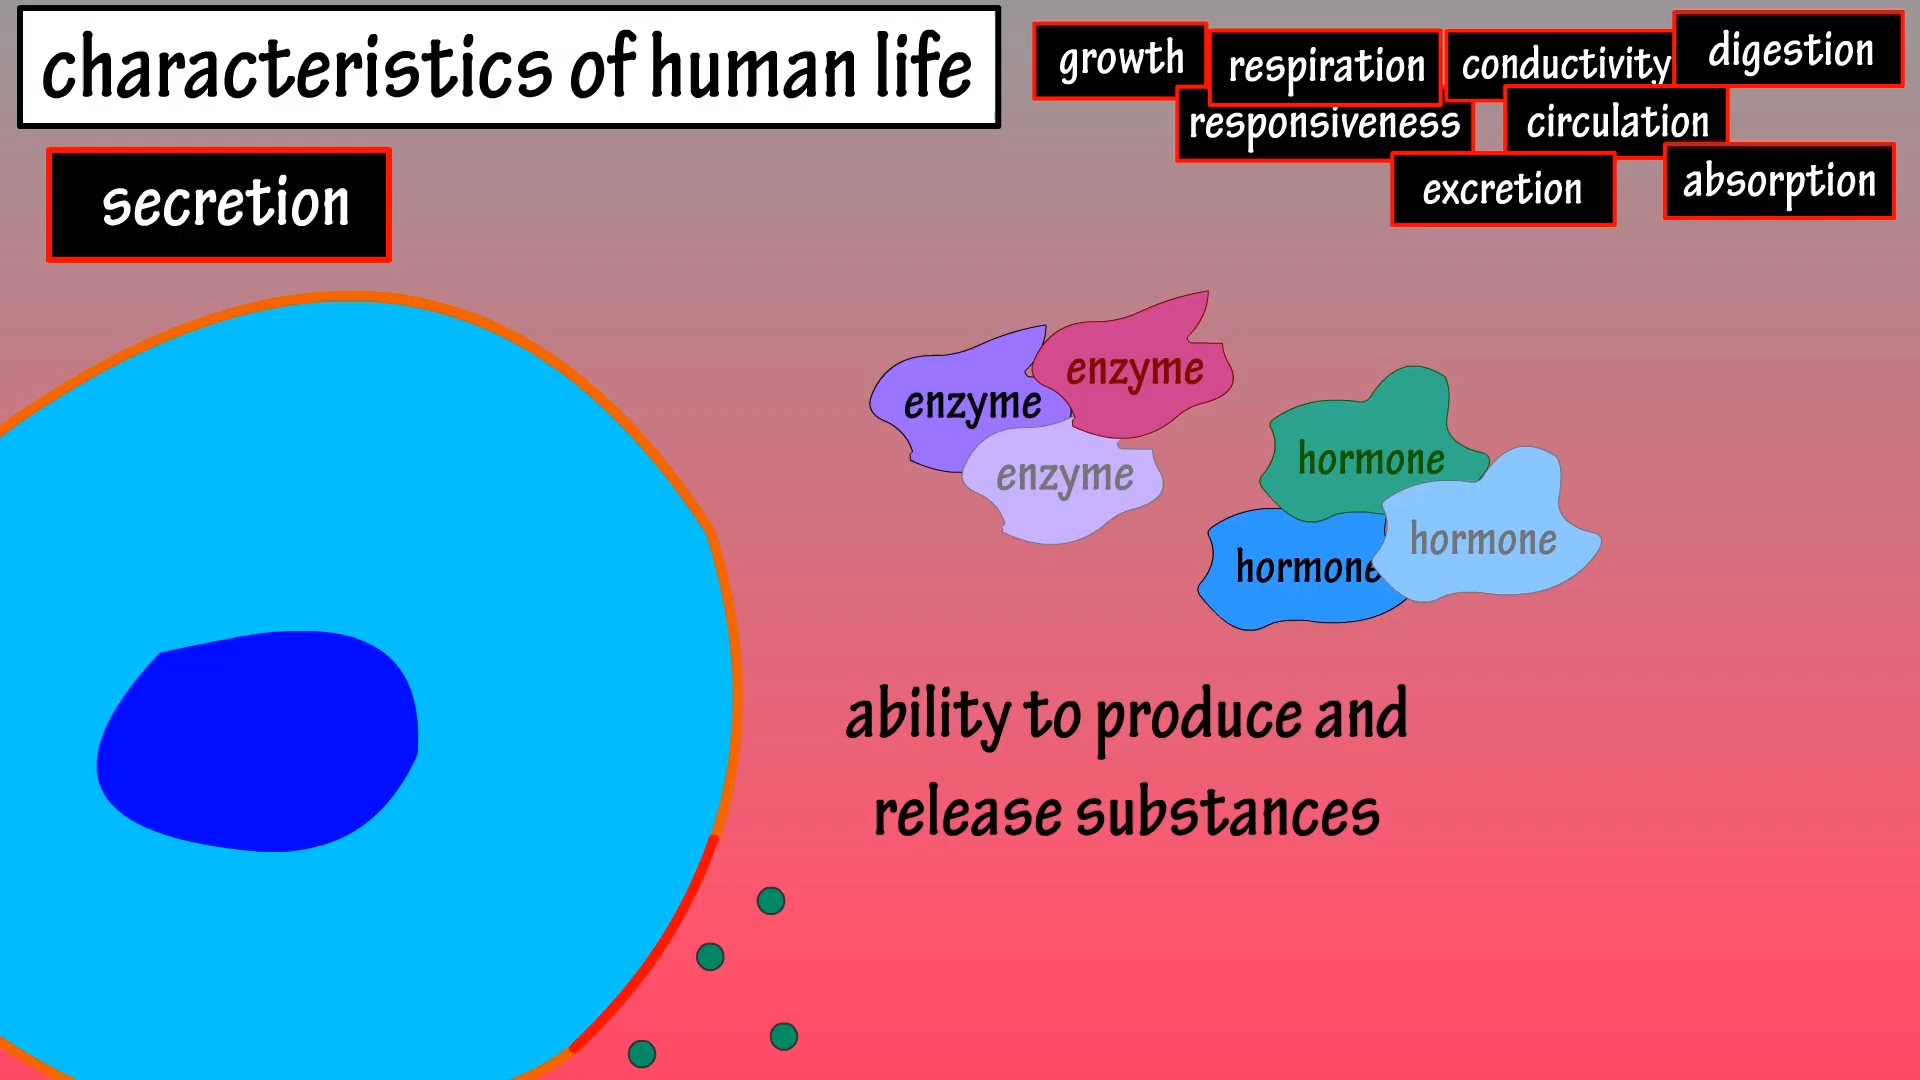 characteristics of human life
growth
respiration
conductivity
digestion
responsiveness
circulation
excretion
absorption
secretion
enzyme
enzyme
enzyme
hormone
hormone
hormone
ability to produce and
release substances